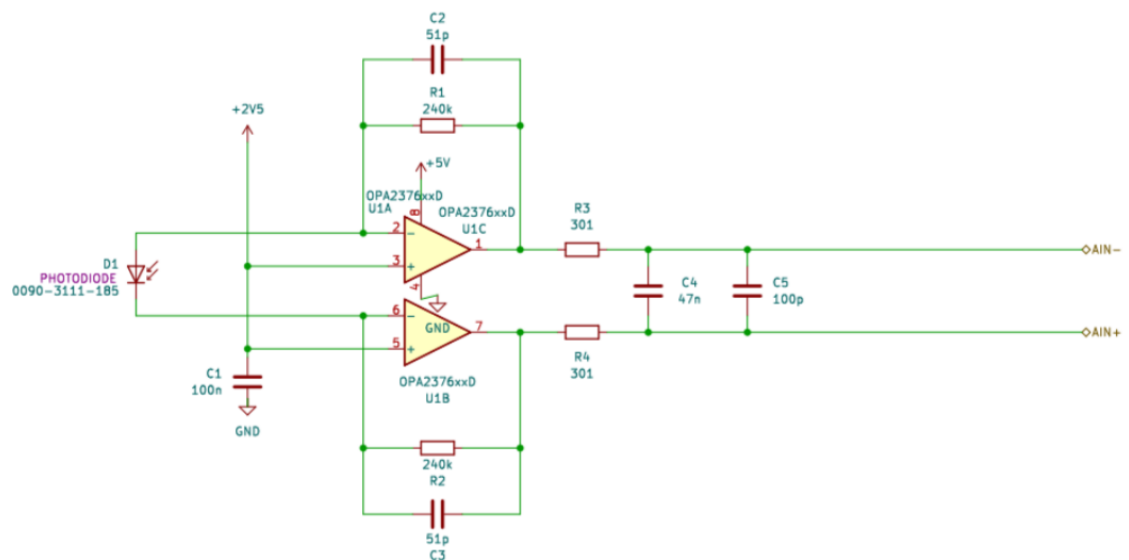 C2
51p
R1
240k
+2V5
+5V
OPA2376xxD
U1A
8
OPA2376xxD
U1C
2
-
3
+
1
4
GND
R3
301
AIN-
D1
PHOTODIODE
0090-3111-185
C4
47n
C5
100p
6
-
5
+
7
AIN+
R4
301
C1
100n
GND
OPA2376xxD
U1B
240k
R2
51p
C3